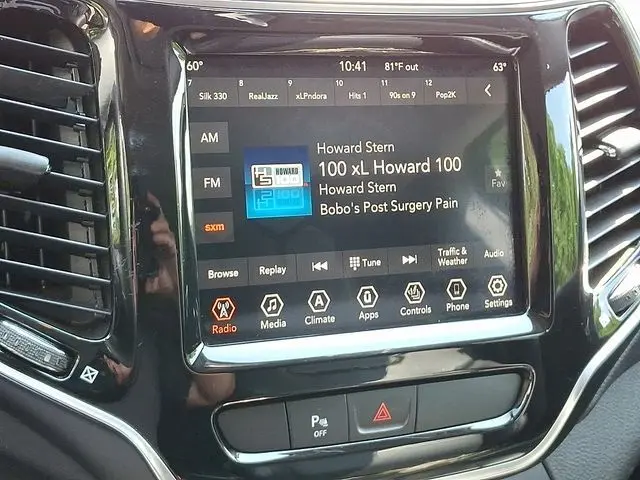 60° 10:41 81°F out 63°
7 8 9 10 11 12
Silk 330 RealJazz xLPndora Hits 1 90s on 9 Pop2K
AM
FM
sxm
HOWARD
100
Howard Stern
100 xL Howard 100
Howard Stern
Bobo's Post Surgery Pain
Fav
Browse Replay Tune Traffic & Weather Audio
Radio Media Climate Apps Controls Phone Settings
P
OFF